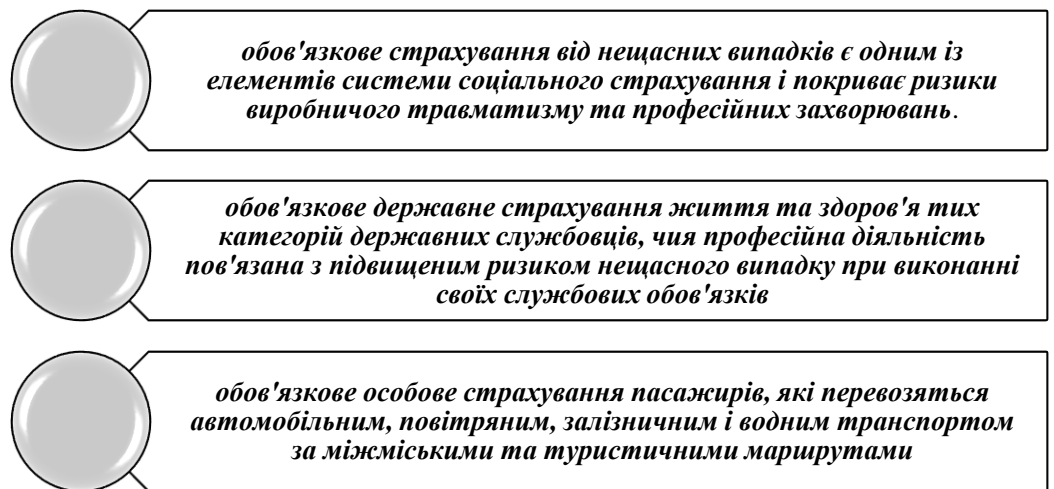 обов'язкове страхування від нещасних випадків є одним із
елементів системи соціального страхування і покриває ризики
виробничого травматизму та професійних захворювань.
обов'язкове державне страхування життя та здоров'я тих
категорій державних службовців, чия професійна діяльність
пов'язана з підвищеним ризиком нещасного випадку при виконанні
своїх службових обов'язків
обов'язкове особове страхування пасажирів, які перевозяться
автомобільним, повітряним, залізничним і водним транспортом
за міжміськими та туристичними маршрутами